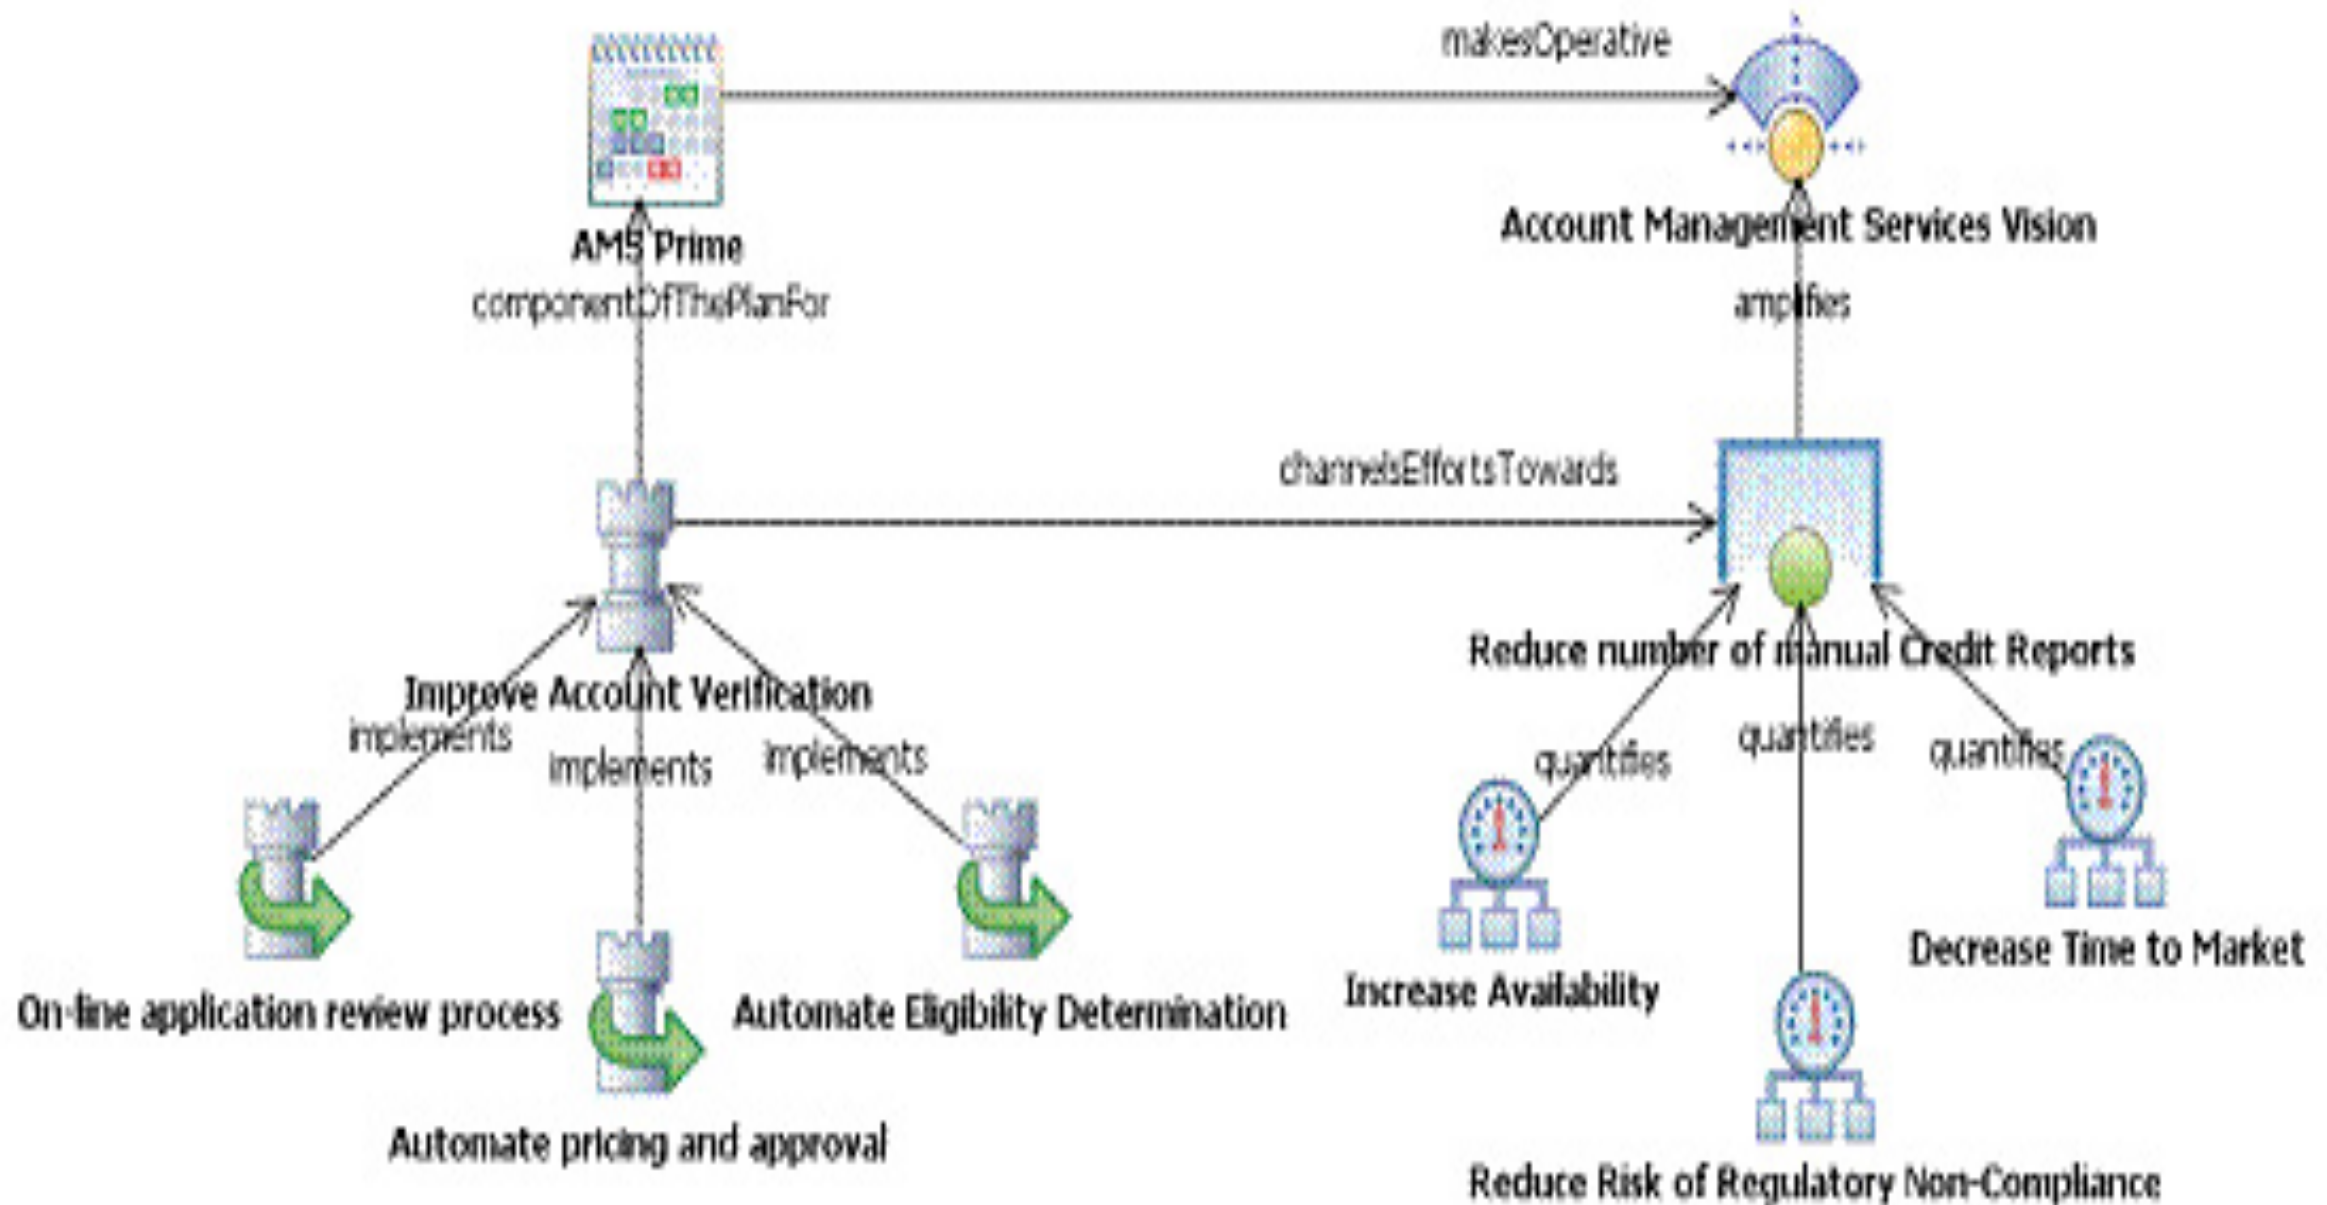 makesOperative
AMS Prime
Account Management Services Vision
componentOfThePlanFor
amplifies
channelsEffortsTowards
Improve Account Verification
Reduce number of manual Credit Reports
implements
implements
implements
quantifies
quantifies
quantifies
On-line application review process
Automate Eligibility Determination
Increase Availability
Decrease Time to Market
Automate pricing and approval
Reduce Risk of Regulatory Non-Compliance